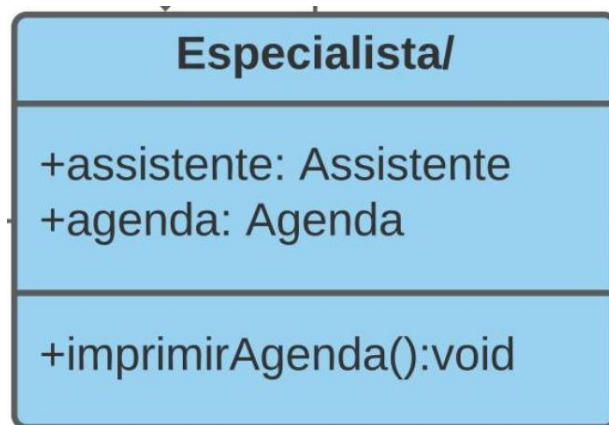 Especialista/
+assistente: Assistente
+agenda: Agenda
+imprimirAgenda():void